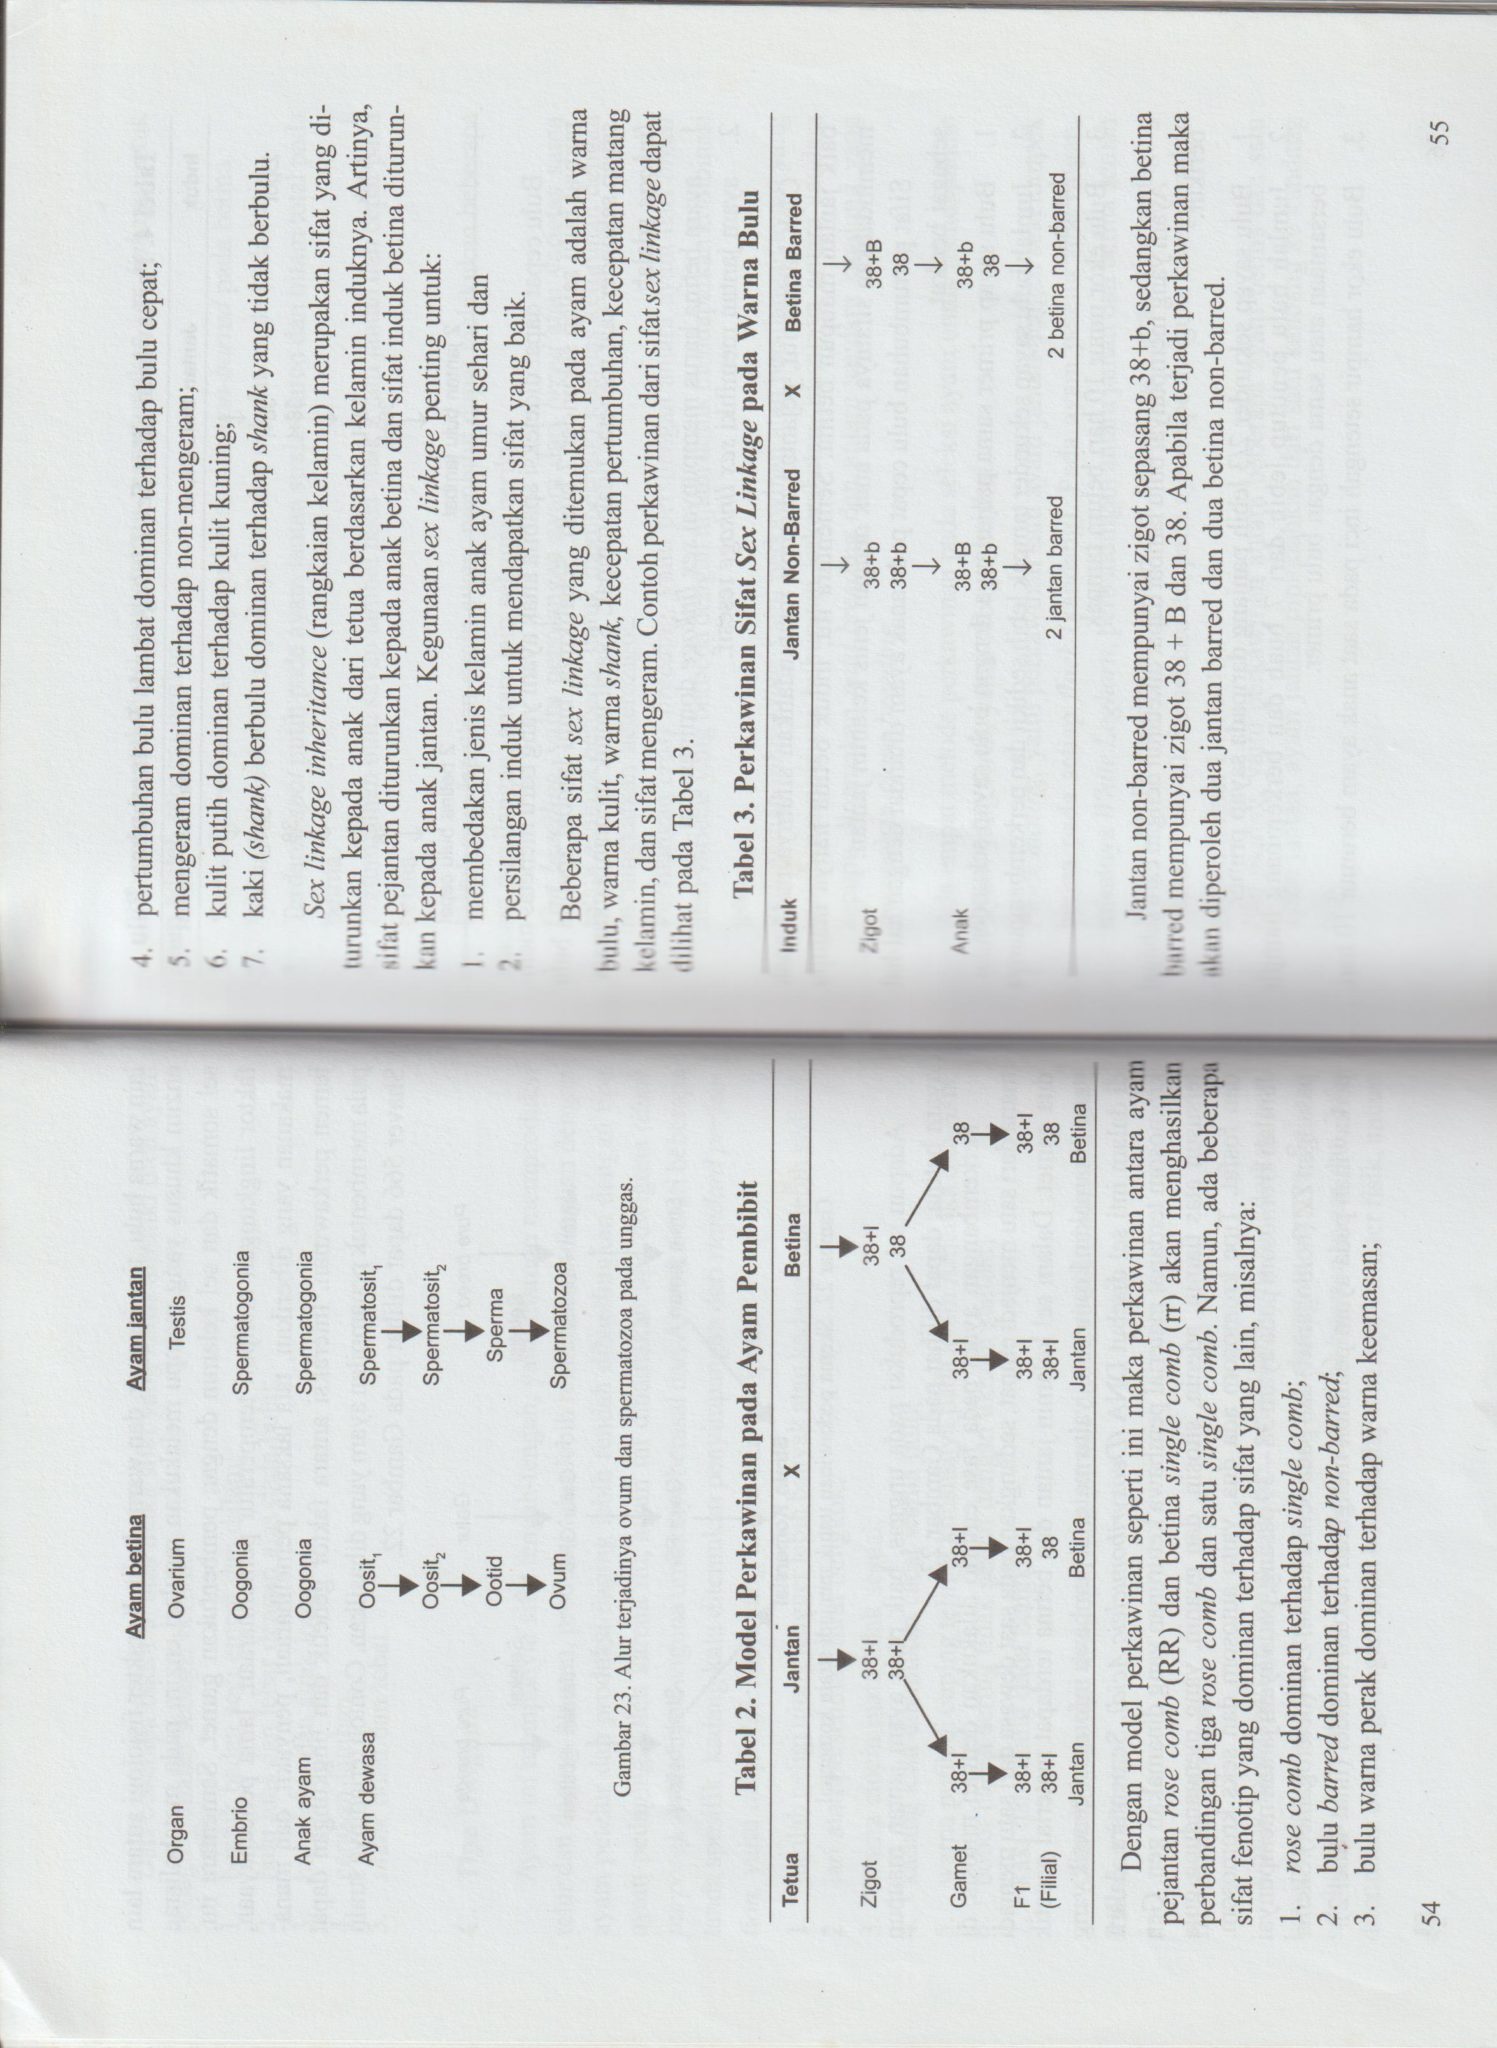 Ayam betina Ayam jantan
Organ Ovarium Testis
Embrio Oogonia Spermatogonia
Anak ayam Oogonia Spermatogonia
Ayam dewasa Oosit1 Spermatosit1
Oosit2 Spermatosit2
Ootid Sperma
Ovum Spermatozoa
Gambar 23. Alur terjadinya ovum dan spermatozoa pada unggas.
Tabel 2. Model Perkawinan pada Ayam Pembibit
Tetua Jantan X Betina
Zigot 38+I 38+I
38+I 38
Gamet 38+I 38+I 38+I 38
F1 38+I 38+I 38+I 38+I
(Filial) 38+I 38 38+I 38
Jantan Betina Jantan Betina
Dengan model perkawinan seperti ini maka perkawinan antara ayam
pejantan rose comb (RR) dan betina single comb (rr) akan menghasilkan
perbandingan tiga rose comb dan satu single comb. Namun, ada beberapa
sifat fenotip yang dominan terhadap sifat yang lain, misalnya:
1. rose comb dominan terhadap single comb;
2. bulu barred dominan terhadap non-barred;
3. bulu warna perak dominan terhadap warna keemasan;
54
4. pertumbuhan bulu lambat dominan terhadap bulu cepat;
5. mengeram dominan terhadap non-mengeram;
6. kulit putih dominan terhadap kulit kuning;
7. kaki (shank) berbulu dominan terhadap shank yang tidak berbulu.
Sex linkage inheritance (rangkaian kelamin) merupakan sifat yang di-
turunkan kepada anak dari tetua berdasarkan kelamin induknya. Artinya,
sifat pejantan diturunkan kepada anak betina dan sifat induk betina diturun-
kan kepada anak jantan. Kegunaan sex linkage penting untuk:
1. membedakan jenis kelamin anak ayam umur sehari dan
2. persilangan induk untuk mendapatkan sifat yang baik.
Beberapa sifat sex linkage yang ditemukan pada ayam adalah warna
bulu, warna kulit, warna shank, kecepatan pertumbuhan, kecepatan matang
kelamin, dan sifat mengeram. Contoh perkawinan dari sifat sex linkage dapat
dilihat pada Tabel 3.
Tabel 3. Perkawinan Sifat Sex Linkage pada Warna Bulu
Induk Jantan Non-Barred X Betina Barred
↓ ↓
Zigot 38+b 38+B
38+b 38
↓ ↓
Anak 38+B 38+b
38+b 38
↓ ↓
2 jantan barred 2 betina non-barred
Jantan non-barred mempunyai zigot sepasang 38+b, sedangkan betina
barred mempunyai zigot 38 + B dan 38. Apabila terjadi perkawinan maka
akan diperoleh dua jantan barred dan dua betina non-barred.
55